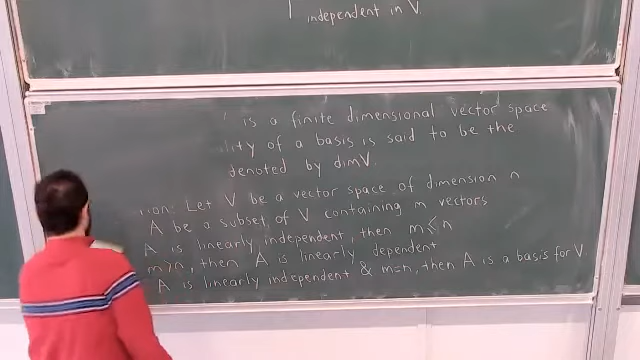 independent in V.
is a finite dimensional vector space
lity of a basis is said to be the
denoted by dimV.
ion: Let V be a vector space of dimension n
A be a subset of V containing m vectors
A is linearly independent, then m≤n
m>n, then A is linearly dependent
A is linearly independent & m=n, then A is a basis for V.